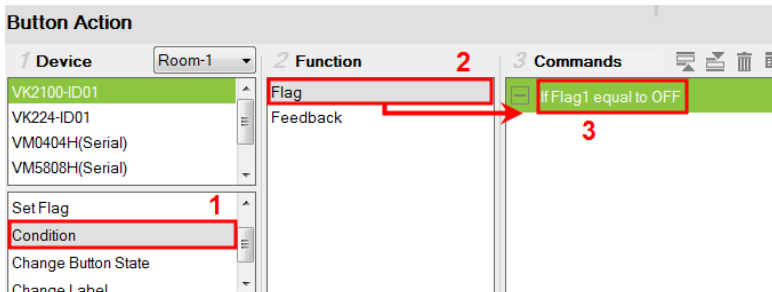 Button Action
1 Device
Room-1
VK2100-ID01
VK224-ID01
VM0404H(Serial)
VM5808H(Serial)
Set Flag
1
Condition
Change Button State
Change Label
2 Function
2
Flag
Feedback
3 Commands
If Flag1 equal to OFF
3